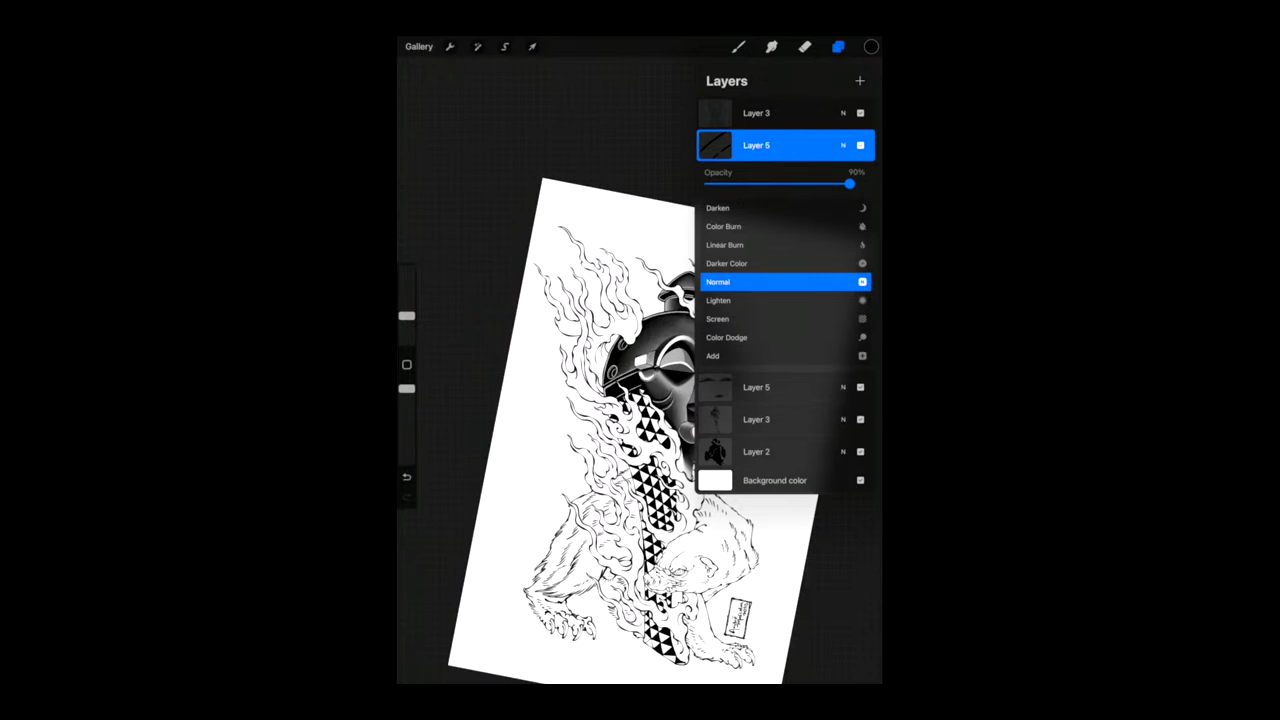 Gallery
Layers
Layer 3 N
Layer 5 N
Opacity 90%
Darken
Color Burn
Linear Burn
Darker Color
Normal N
Lighten
Screen
Color Dodge
Add
Layer 5 N
Layer 3 N
Layer 2 N
Background color